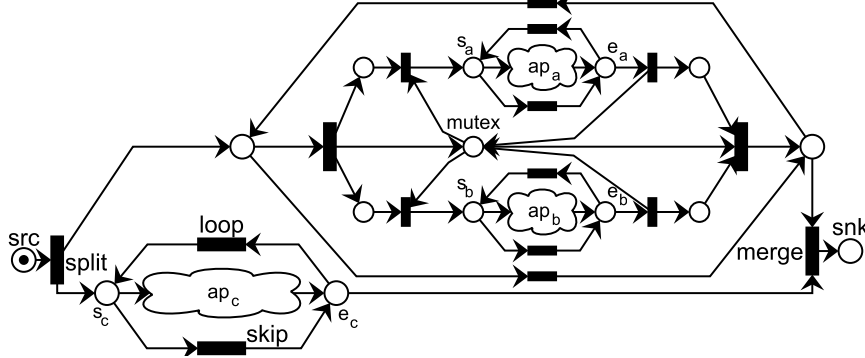 s_a
e_a
ap_a
mutex
s_b
e_b
ap_b
src
split
loop
ap_c
s_c
e_c
skip
merge
snk